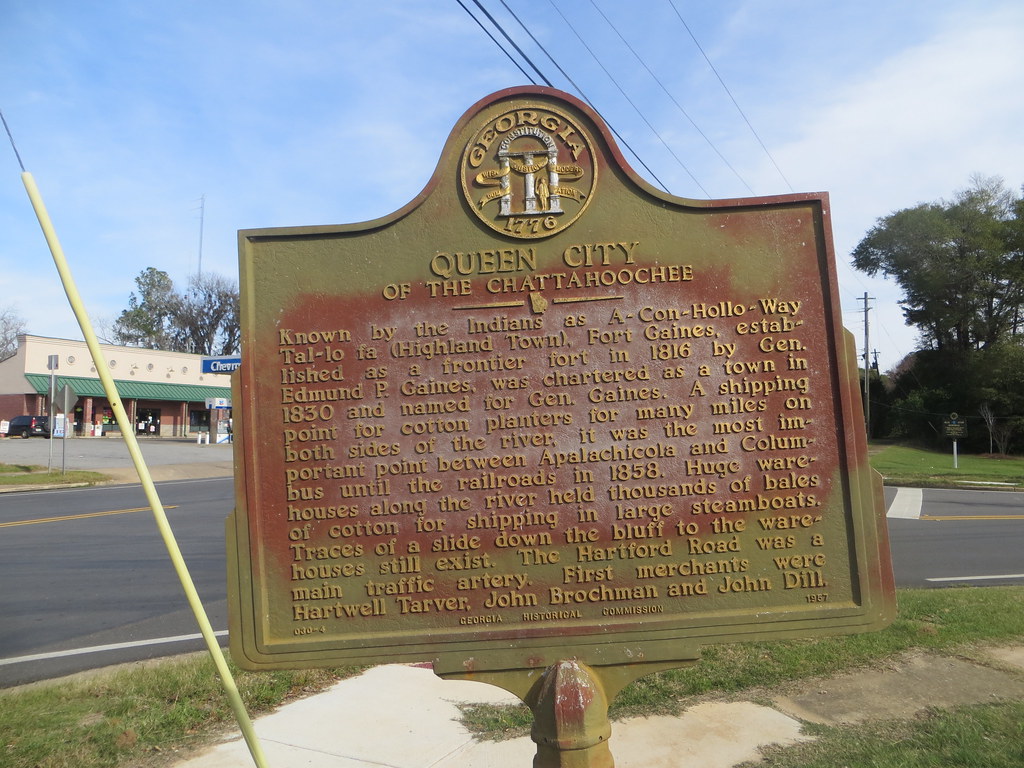 GEORGIA
CONSTITUTION
1776
QUEEN CITY
OF THE CHATTAHOOCHEE
Known by the Indians as A-Con-Hollo-Way
Tal-lo fa (Highland Town), Fort Gaines, estab-
lished as a frontier fort in 1816 by Gen.
Edmund P. Gaines, was chartered as a town in
1830 and named for Gen. Gaines. A shipping
point for cotton planters for many miles on
both sides of the river, it was the most im-
portant point between Apalachicola and Colum-
bus until the railroads in 1858. Huge ware-
houses along the river held thousands of bales
of cotton for shipping in large steamboats
Traces of a slide down the bluff to the ware-
houses still exist. The Hartford Road was a
main traffic artery. First merchants were
Hartwell Tarver, John Brochman and John Dill.
030-4 GEORGIA HISTORICAL COMMISSION 1957
Chevr